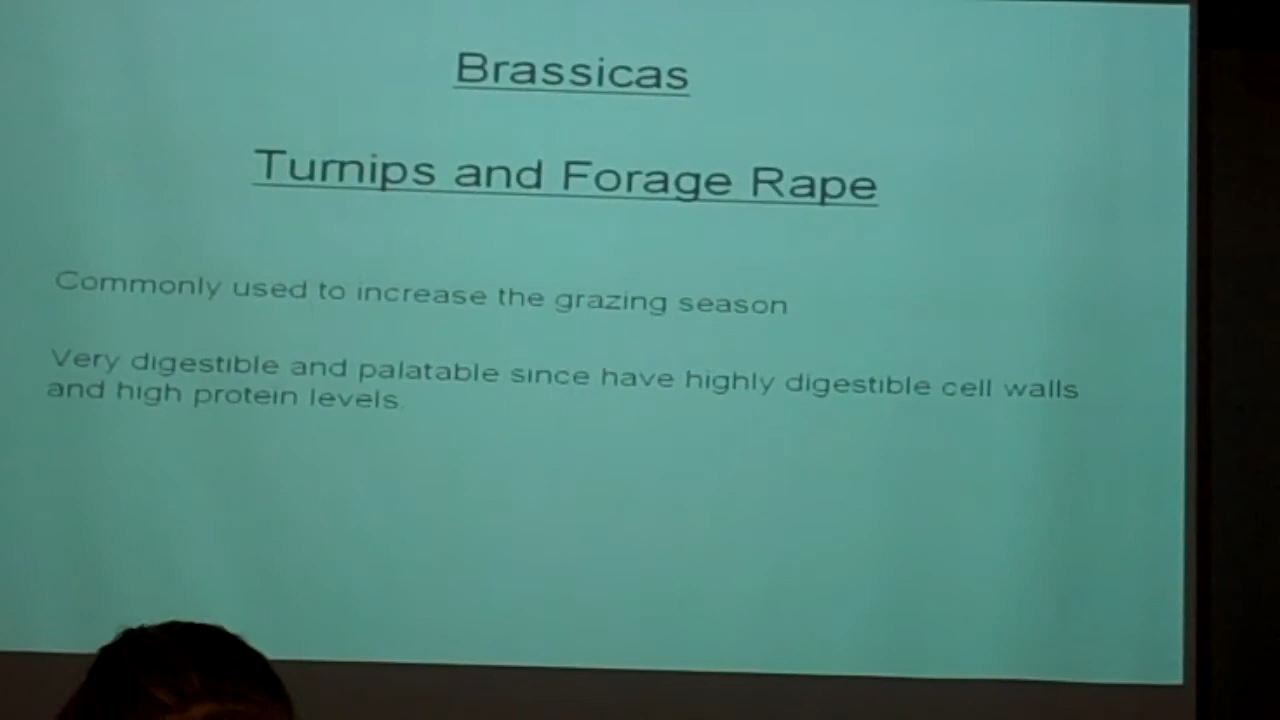 Brassicas
Turnips and Forage Rape
Commonly used to increase the grazing season
Very digestible and palatable since have highly digestible cell walls
and high protein levels.